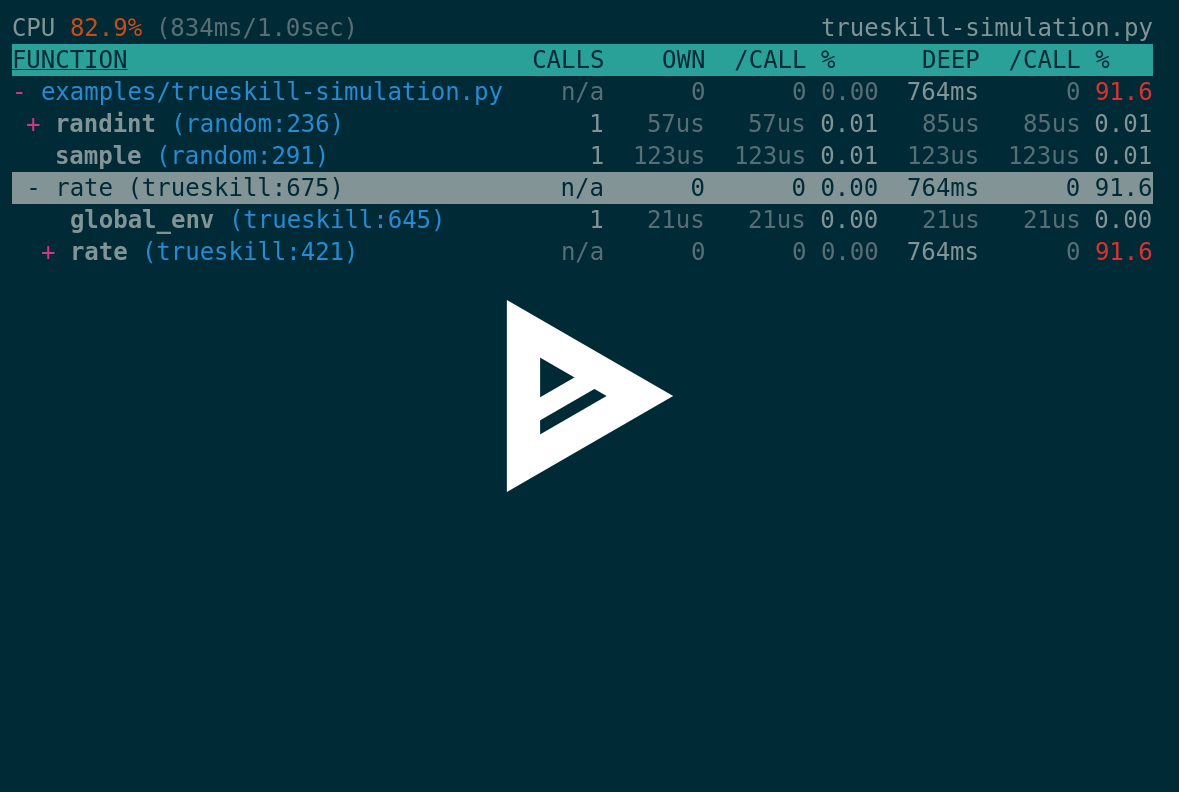 CPU 82.9% (834ms/1.0sec) trueskill-simulation.py
FUNCTION CALLS OWN /CALL % DEEP /CALL %
- examples/trueskill-simulation.py n/a 0 0 0.00 764ms 0 91.6
+ randint (random:236) 1 57us 57us 0.01 85us 85us 0.01
sample (random:291) 1 123us 123us 0.01 123us 123us 0.01
- rate (trueskill:675) n/a 0 0 0.00 764ms 0 91.6
global_env (trueskill:645) 1 21us 21us 0.00 21us 21us 0.00
+ rate (trueskill:421) n/a 0 0 0.00 764ms 0 91.6